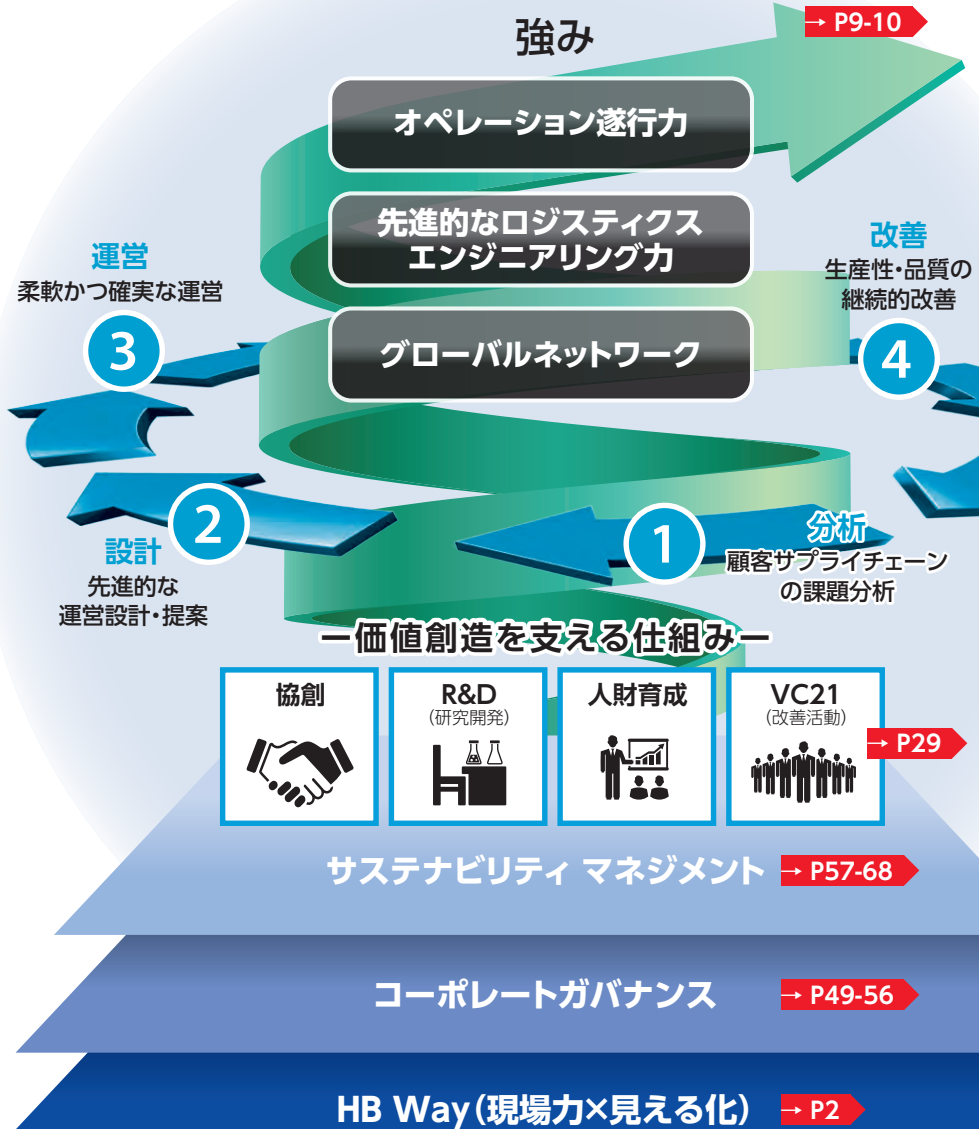 強み
→ P9-10
オペレーション遂行力
先進的なロジスティクス
エンジニアリング力
グローバルネットワーク
運営
柔軟かつ確実な運営
3
改善
生産性・品質の
継続的改善
4
2
設計
先進的な
運営設計・提案
1
分析
顧客サプライチェーン
の課題分析
ー価値創造を支える仕組みー
協創
R&D
(研究開発)
人財育成
VC21
(改善活動)
→ P29
サステナビリティ マネジメント → P57-68
コーポレートガバナンス → P49-56
HB Way(現場力×見える化) → P2